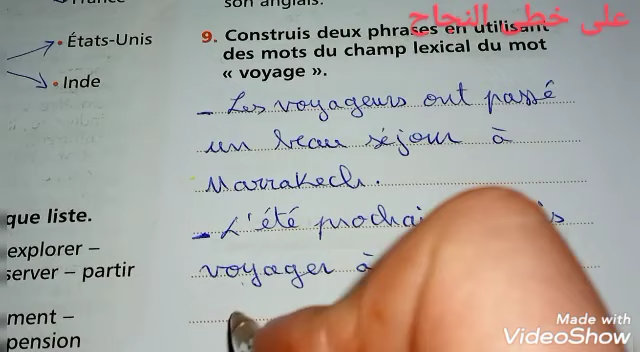 son anglais.
على خطى النجاح
États-Unis
Inde
9. Construis deux phrases en utilisant
des mots du champ lexical du mot
« voyage ».
- Les voyageurs ont passé
un beau séjour à
Marrakech.
- L'été
voyager à
que liste.
explorer –
server – partir
ment –
pension
Made with
VideoShow